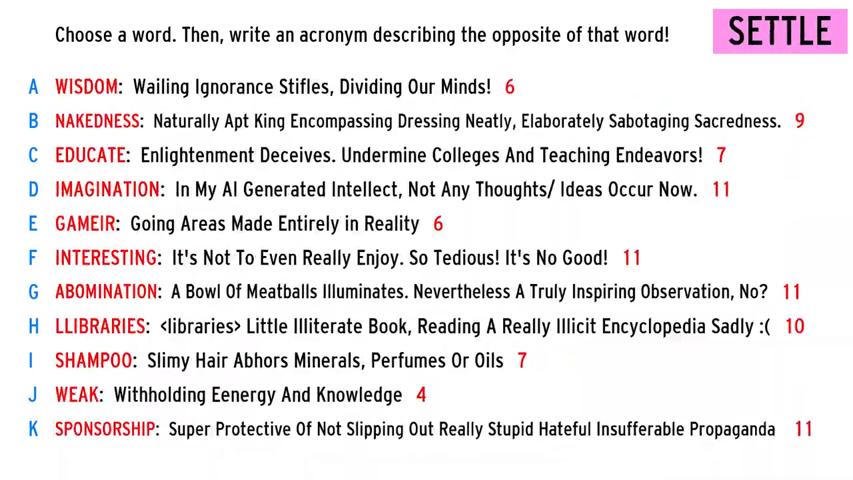 Choose a word. Then, write an acronym describing the opposite of that word!
SETTLE
A WISDOM: Wailing Ignorance Stifles, Dividing Our Minds! 6
B NAKEDNESS: Naturally Apt King Encompassing Dressing Neatly, Elaborately Sabotaging Sacredness. 9
C EDUCATE: Enlightenment Deceives. Undermine Colleges And Teaching Endeavors! 7
D IMAGINATION: In My AI Generated Intellect, Not Any Thoughts/ Ideas Occur Now. 11
E GAMEIR: Going Areas Made Entirely in Reality 6
F INTERESTING: It's Not To Even Really Enjoy. So Tedious! It's No Good! 11
G ABOMINATION: A Bowl Of Meatballs Illuminates. Nevertheless A Truly Inspiring Observation, No? 11
H LLIBRARIES: <libraries> Little Illiterate Book, Reading A Really Illicit Encyclopedia Sadly :( 10
I SHAMPOO: Slimy Hair Abhors Minerals, Perfumes Or Oils 7
J WEAK: Withholding Eenergy And Knowledge 4
K SPONSORSHIP: Super Protective Of Not Slipping Out Really Stupid Hateful Insufferable Propaganda 11